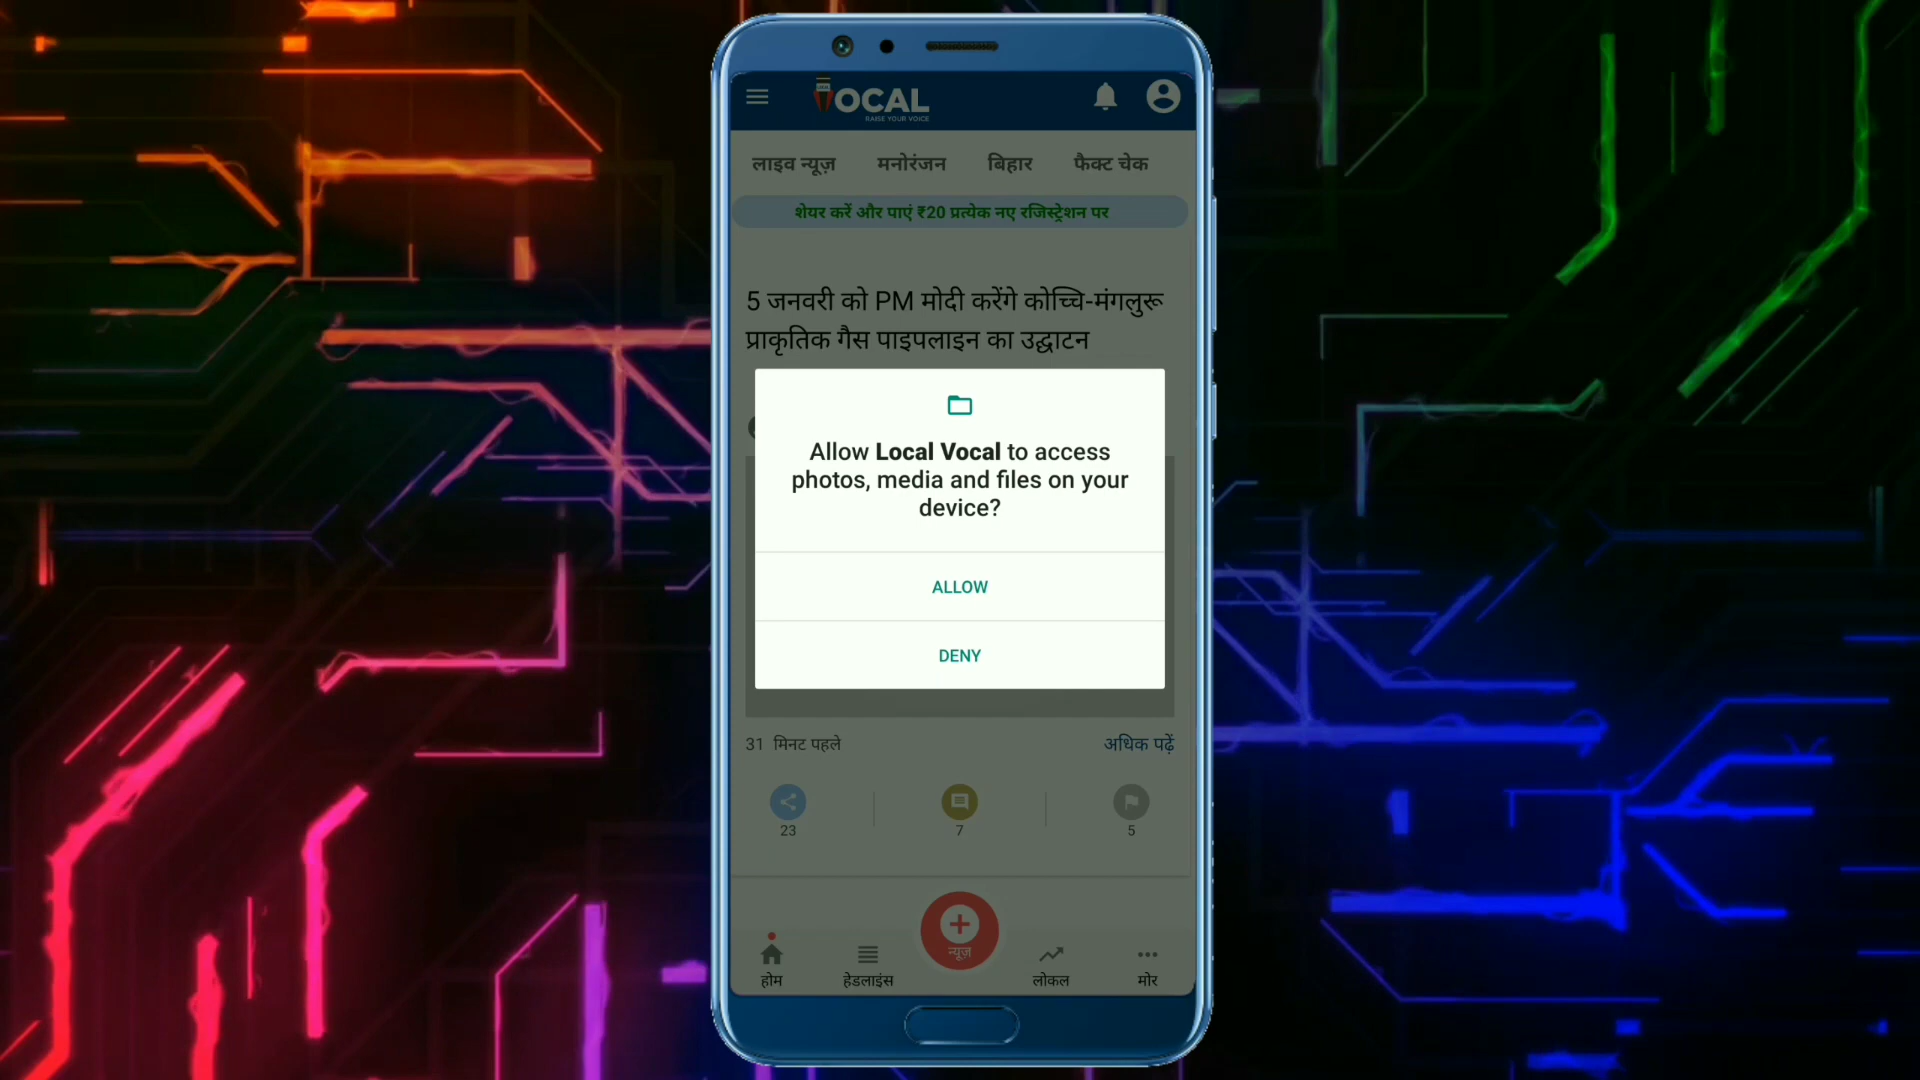 VOCAL
RAISE YOUR VOICE
लाइव न्यूज़ मनोरंजन बिहार फैक्ट चेक
शेयर करें और पाएं ₹20 प्रत्येक नए रजिस्ट्रेशन पर
5 जनवरी को PM मोदी करेंगे कोच्चि-मंगलुरू
प्राकृतिक गैस पाइपलाइन का उद्घाटन
Allow Local Vocal to access
photos, media and files on your
device?
ALLOW
DENY
31 मिनट पहले अधिक पढ़ें
23 7 5
न्यूज़
होम हेडलाइंस लोकल मोर